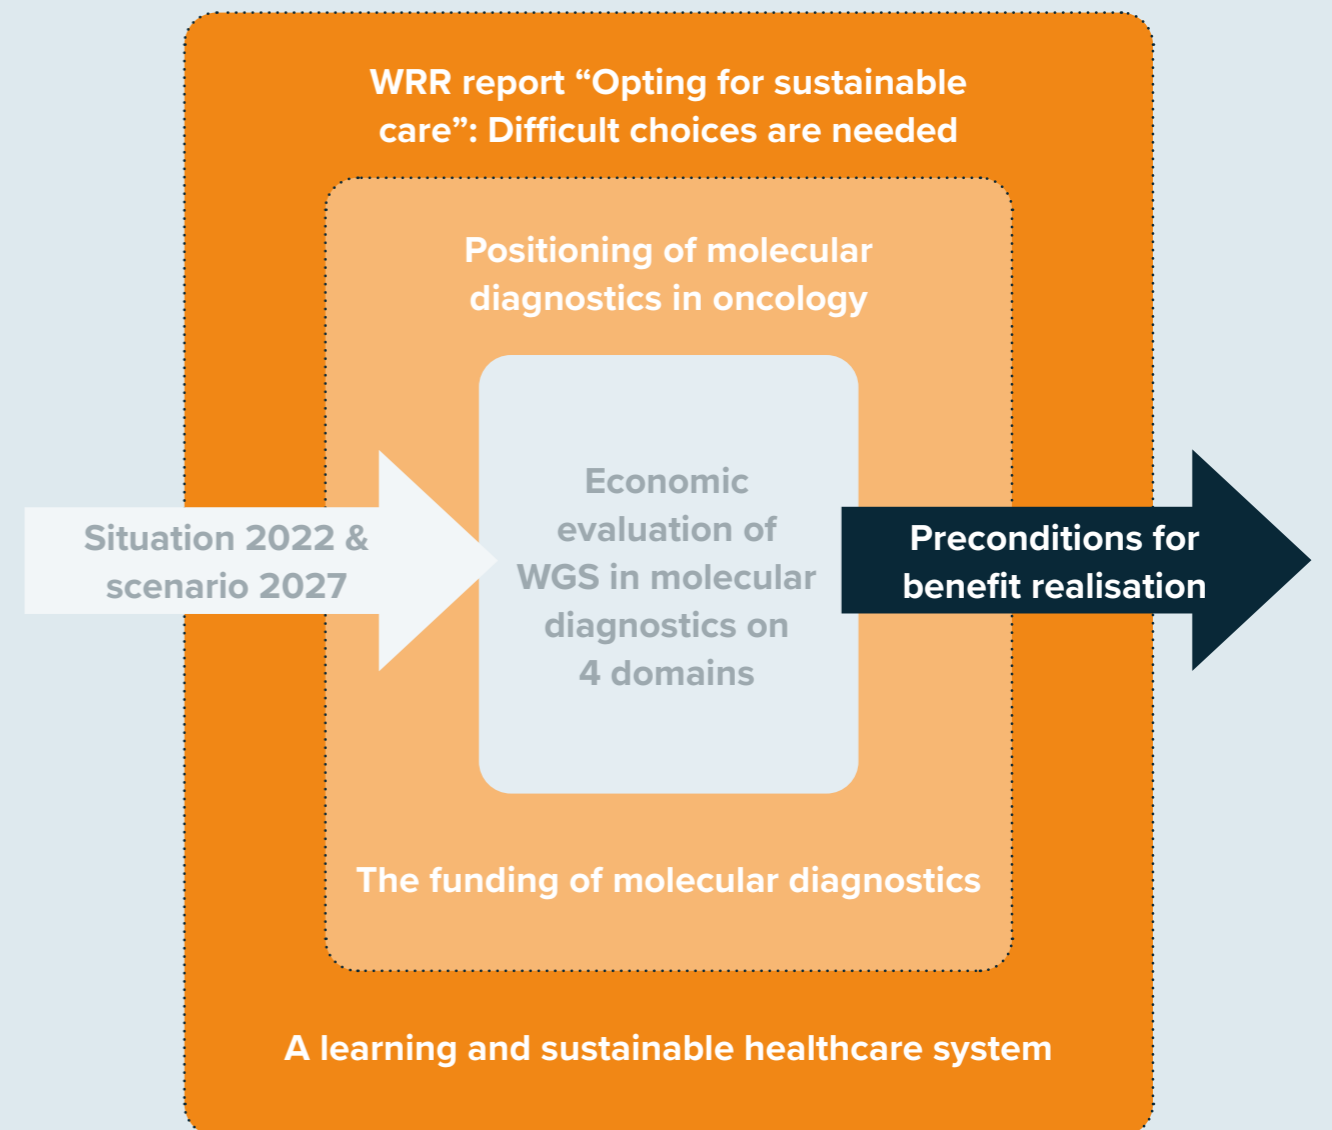 WRR report “Opting for sustainable
care”: Difficult choices are needed
Positioning of molecular
diagnostics in oncology
Situation 2022 &
scenario 2027
Economic
evaluation of
WGS in molecular
diagnostics on
4 domains
Preconditions for
benefit realisation
The funding of molecular diagnostics
A learning and sustainable healthcare system